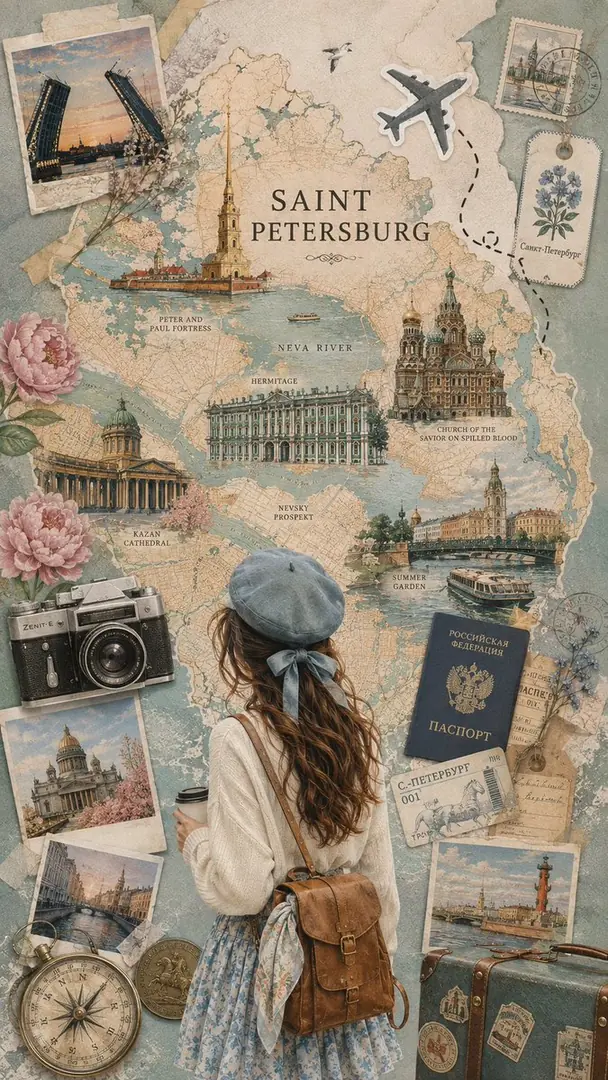 SAINT
PETERSBURG
Санкт-Петербург
PETER AND
PAUL FORTRESS
NEVA RIVER
HERMITAGE
CHURCH OF THE
SAVIOR ON SPILLED BLOOD
KAZAN
CATHEDRAL
NEVSKY
PROSPEKT
SUMMER
GARDEN
ZENIT-E
РОССИЙСКАЯ
ФЕДЕРАЦИЯ
ПАСПОРТ
С.-ПЕТЕРБУРГ
001